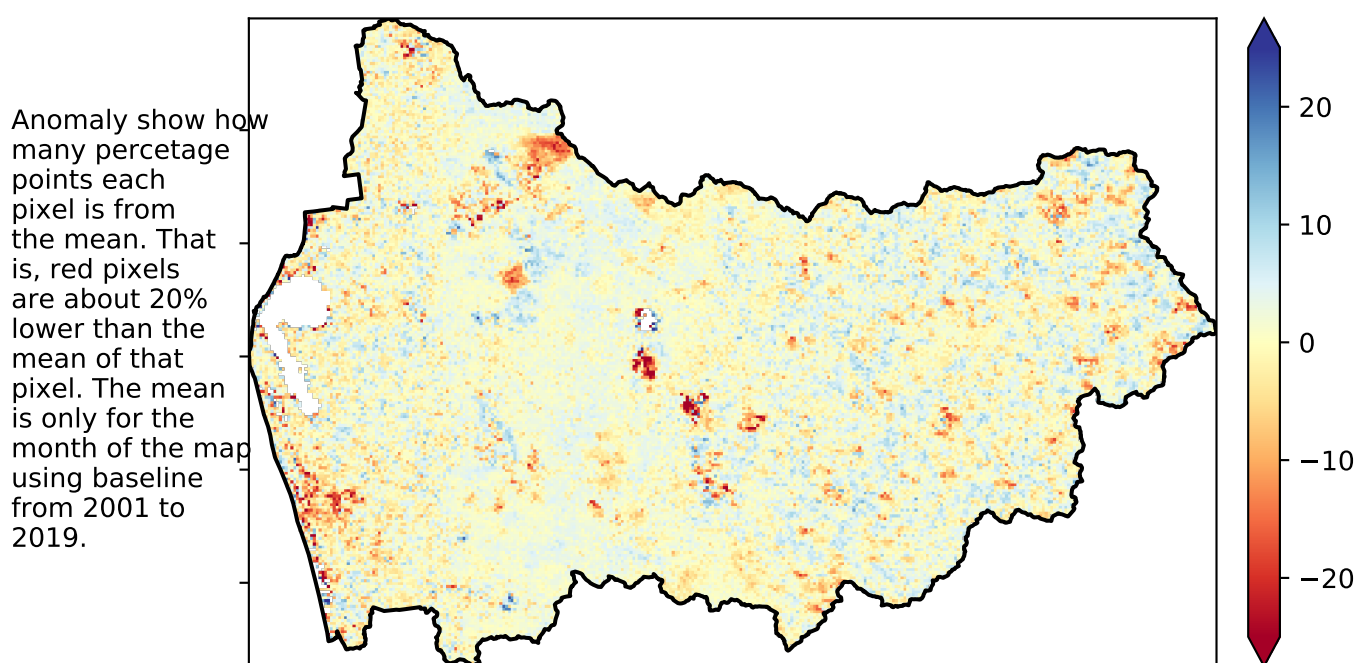 Anomaly show how
many percetage
points each
pixel is from
the mean. That
is, red pixels
are about 20%
lower than the
mean of that
pixel. The mean
is only for the
month of the map
using baseline
from 2001 to
2019.
20
10
0
−10
−20